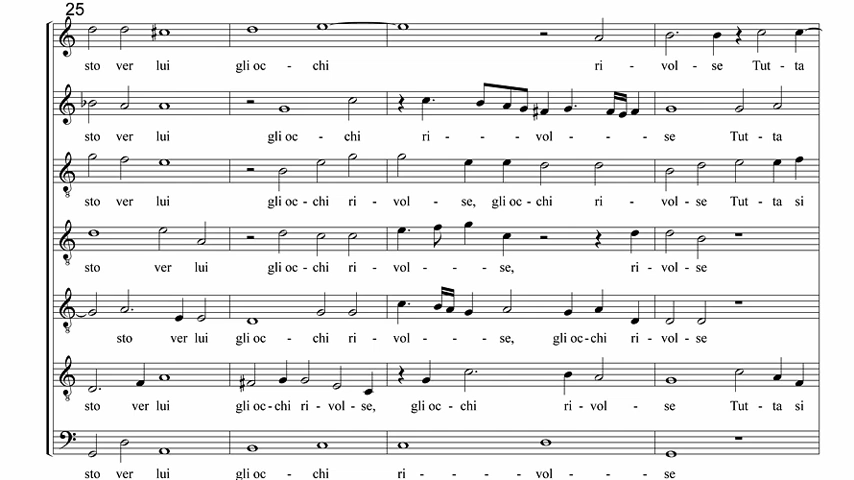 25
sto ver lui gli oc - chi ri - vol - se Tut - ta
sto ver lui gli oc - chi ri - - - vol - - - se Tut - ta
sto ver lui gli oc - chi ri - vol - se, gli oc - chi ri - vol - se Tut - ta si
sto ver lui gli oc - chi ri - vol - - - se, ri - vol - se
sto ver lui gli oc - chi ri - vol - - - se, gli oc - chi ri - vol - se
sto ver lui gli oc - chi ri - vol - se, gli oc - chi ri - vol - se Tut - ta si
sto ver lui gli oc - chi ri - - - vol - - - se